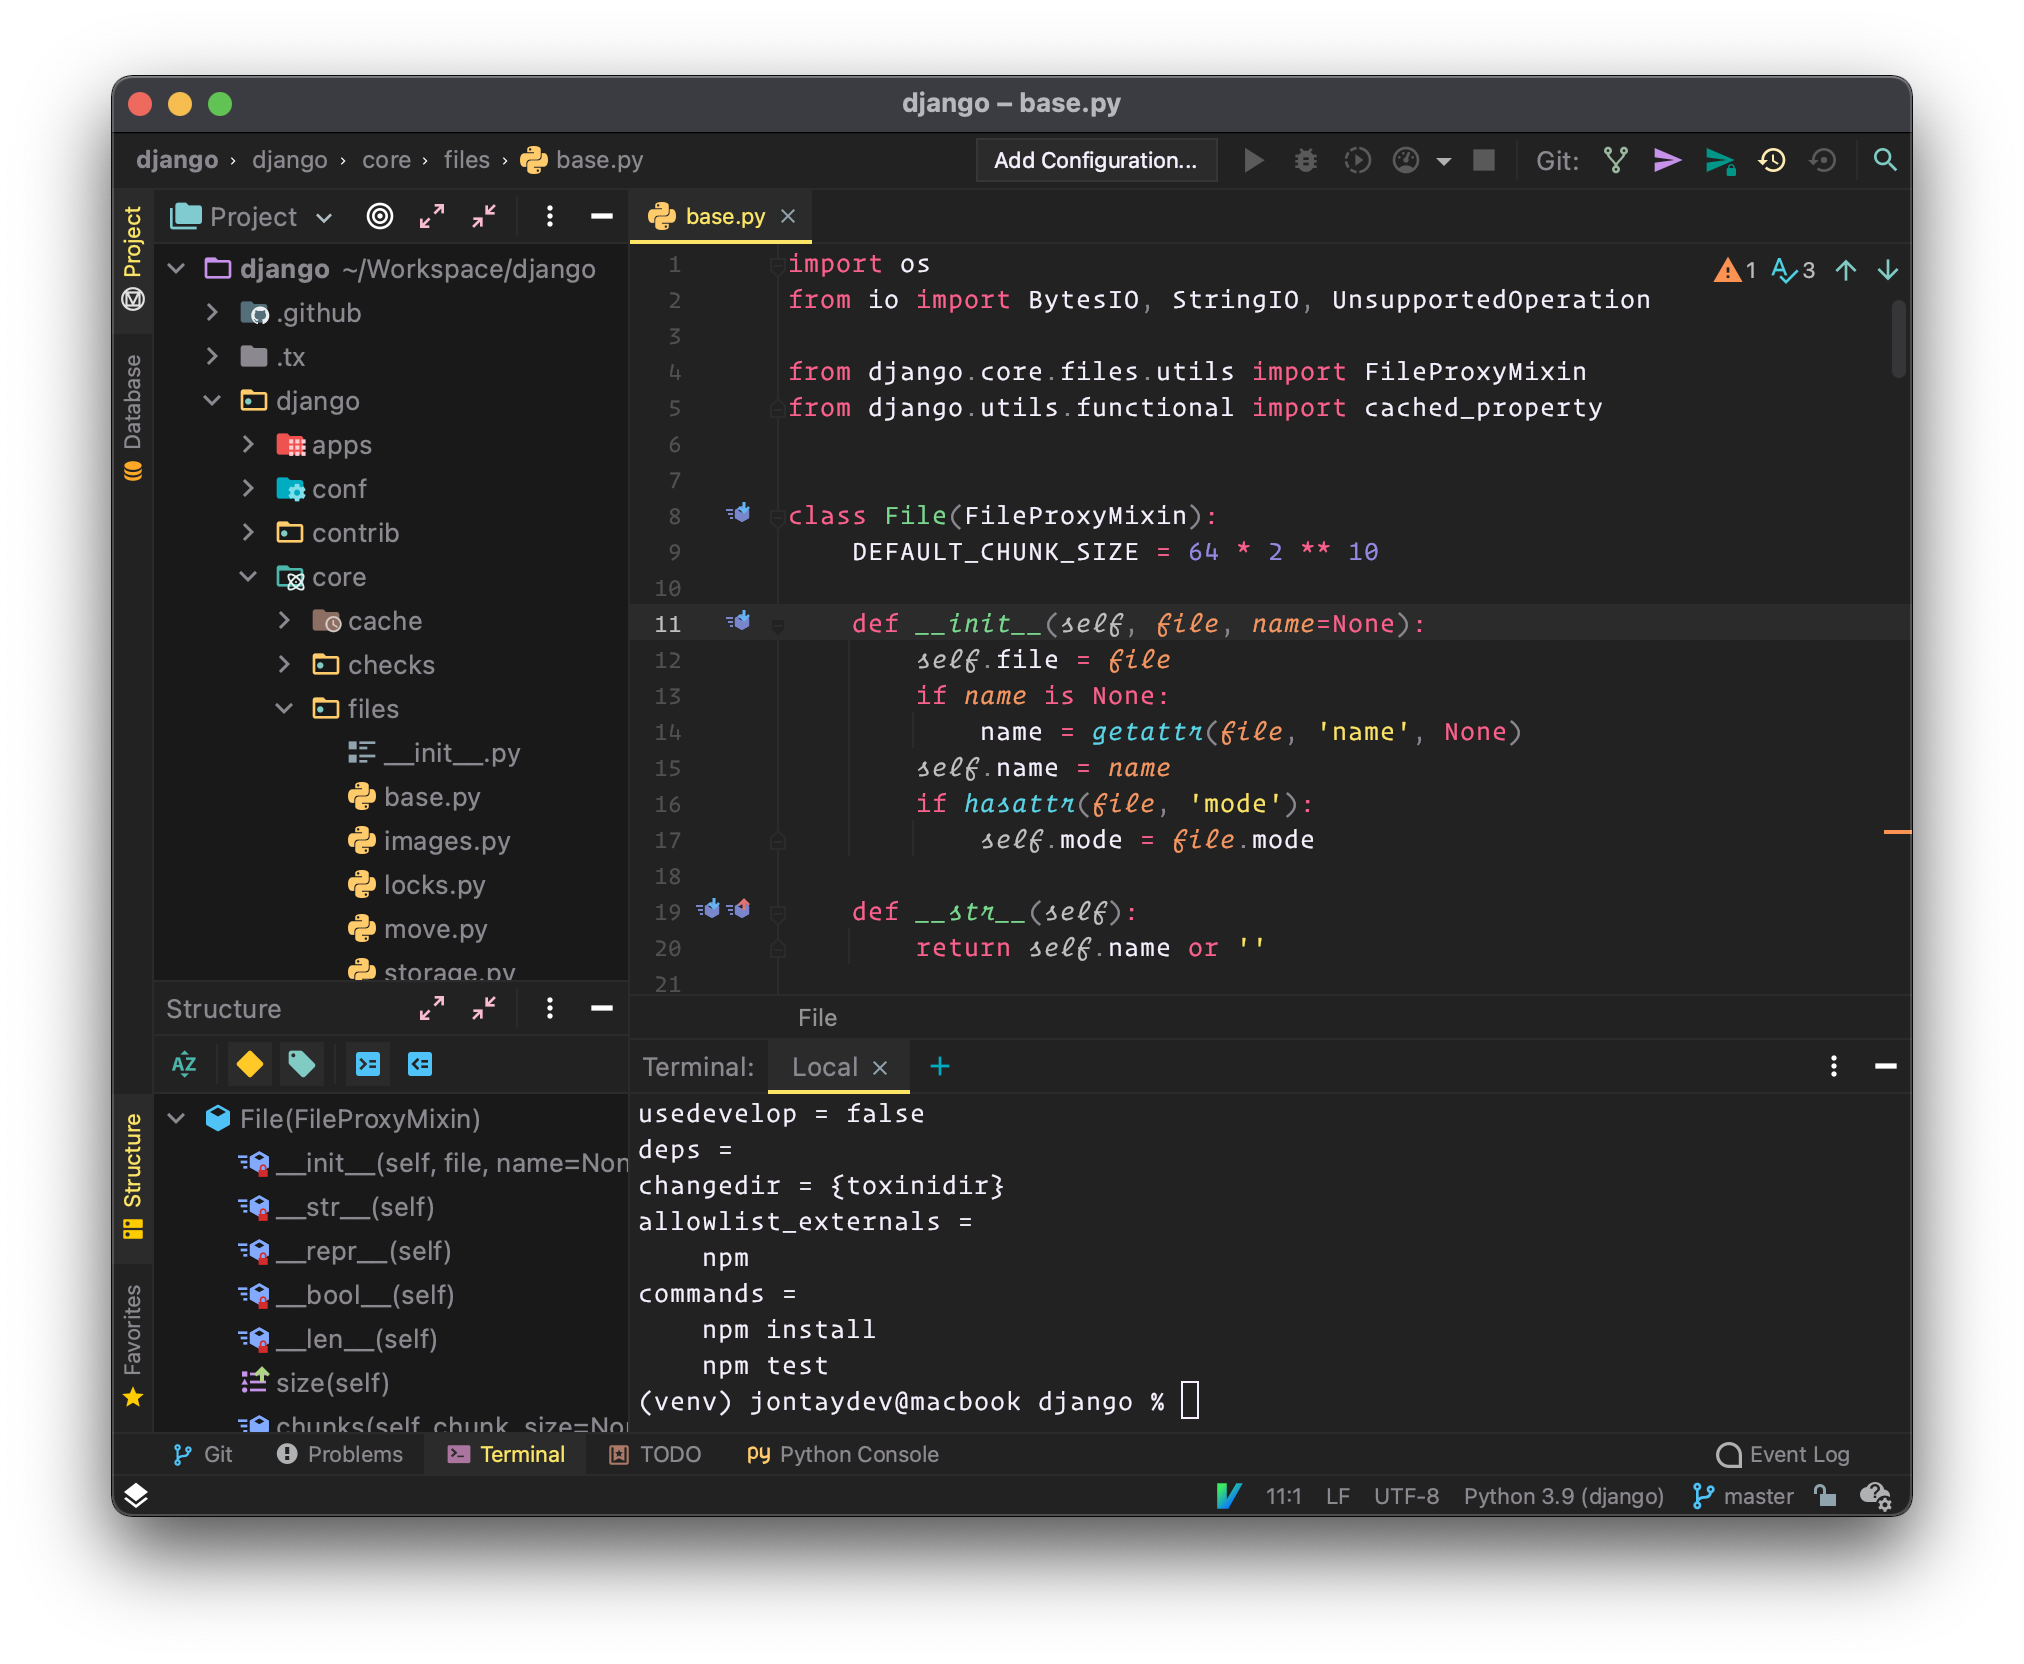 django – base.py
django › django › core › files › base.py
Add Configuration...
Git:
Project
Database
Structure
Favorites
Project
django ~/Workspace/django
.github
.tx
django
apps
conf
contrib
core
cache
checks
files
__init__.py
base.py
images.py
locks.py
move.py
storage.py
Structure
AZ
File(FileProxyMixin)
__init__(self, file, name=Non
__str__(self)
__repr__(self)
__bool__(self)
__len__(self)
size(self)
chunks(self, chunk_size=No
base.py
1 3
1 import os
2 from io import BytesIO, StringIO, UnsupportedOperation
3
4 from django.core.files.utils import FileProxyMixin
5 from django.utils.functional import cached_property
6
7
8 class File(FileProxyMixin):
9 DEFAULT_CHUNK_SIZE = 64 * 2 ** 10
10
11 def __init__(self, file, name=None):
12 self.file = file
13 if name is None:
14 name = getattr(file, 'name', None)
15 self.name = name
16 if hasattr(file, 'mode'):
17 self.mode = file.mode
18
19 def __str__(self):
20 return self.name or ''
21
File
Terminal: Local
usedevelop = false
deps =
changedir = {toxinidir}
allowlist_externals =
npm
commands =
npm install
npm test
(venv) jontaydev@macbook django %
Git Problems Terminal TODO Python Console Event Log
11:1 LF UTF-8 Python 3.9 (django) master